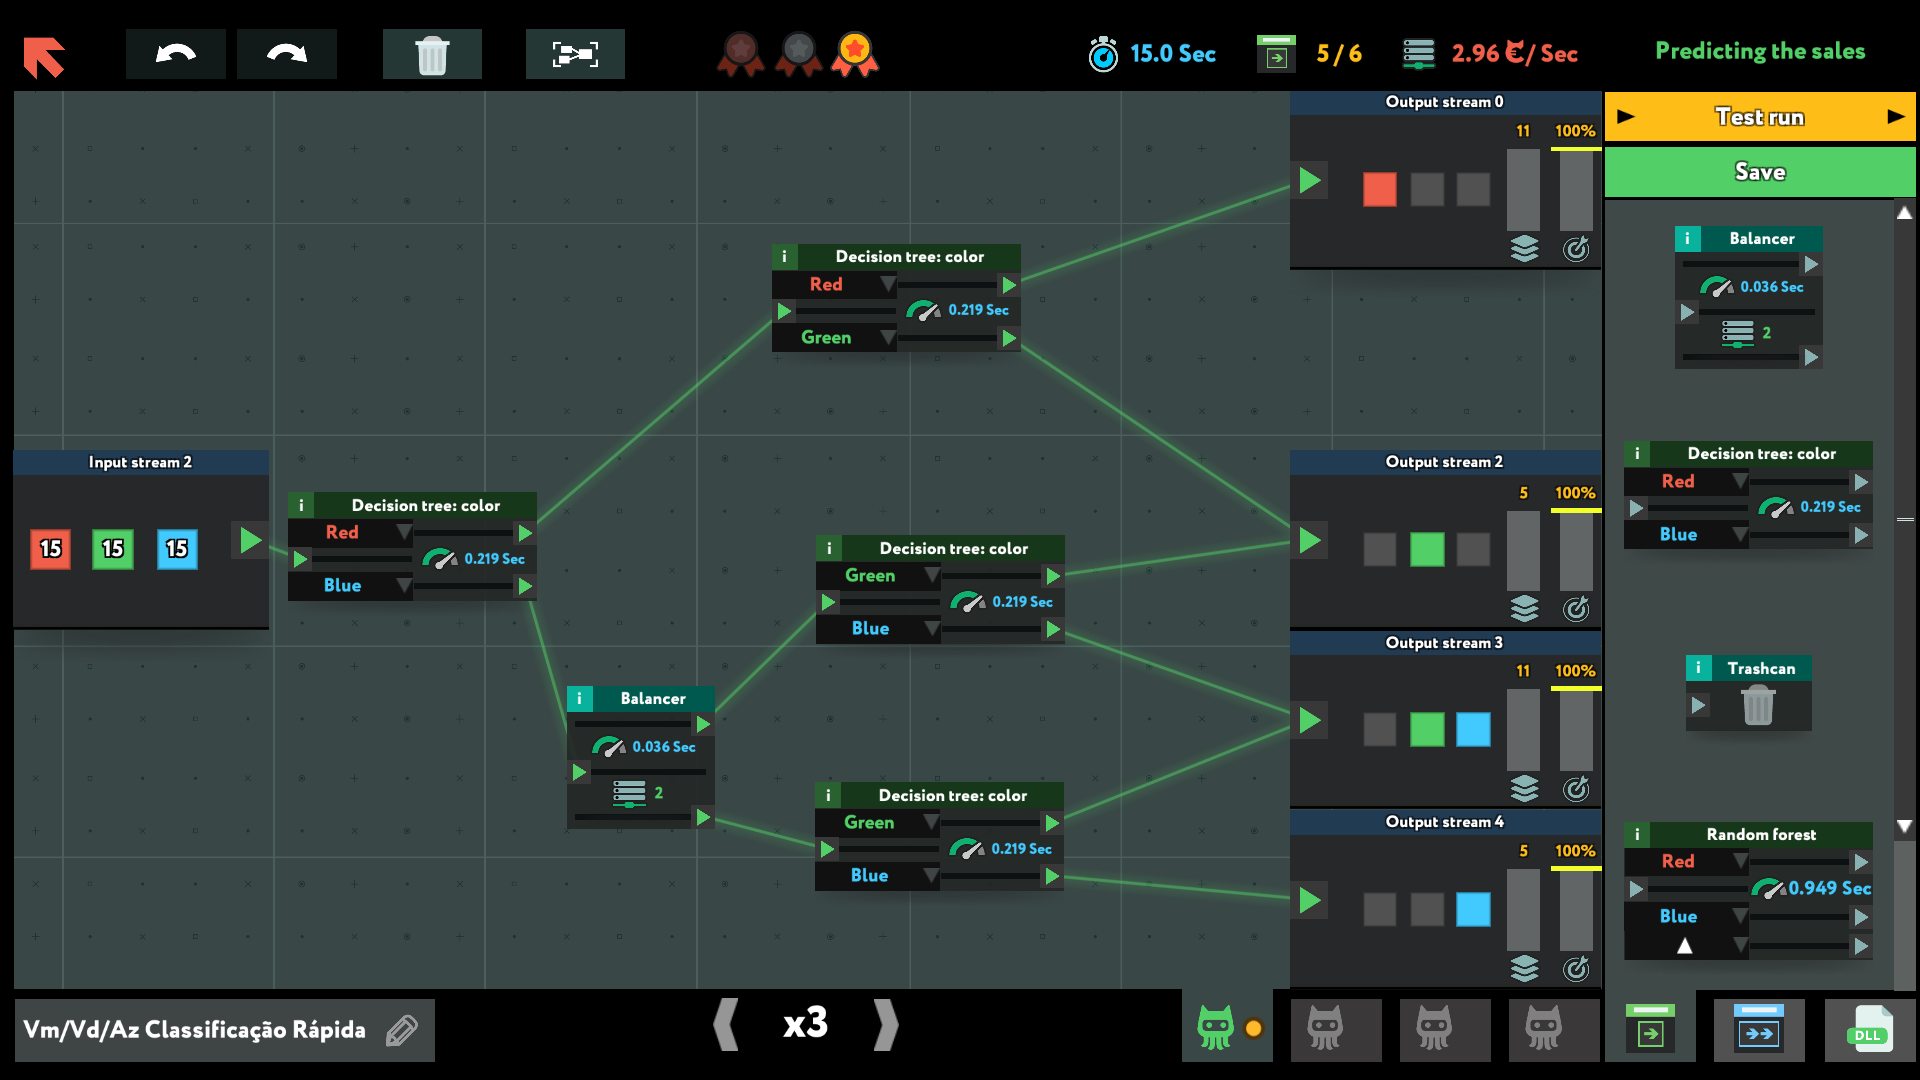 15.0 Sec
5 / 6
2.96 / Sec
Predicting the sales
Test run
Save
Output stream 0
11 100%
Input stream 2
15 15 15
i Decision tree: color
Red
0.219 Sec
Blue
i Decision tree: color
Red
0.219 Sec
Green
i Balancer
0.036 Sec
2
i Decision tree: color
Green
0.219 Sec
Blue
i Decision tree: color
Green
0.219 Sec
Blue
Output stream 2
5 100%
Output stream 3
11 100%
Output stream 4
5 100%
i Balancer
0.036 Sec
2
i Decision tree: color
Red
0.219 Sec
Blue
i Trashcan
i Random forest
Red
0.949 Sec
Blue
Vm/Vd/Az Classificação Rápida
x3
DLL